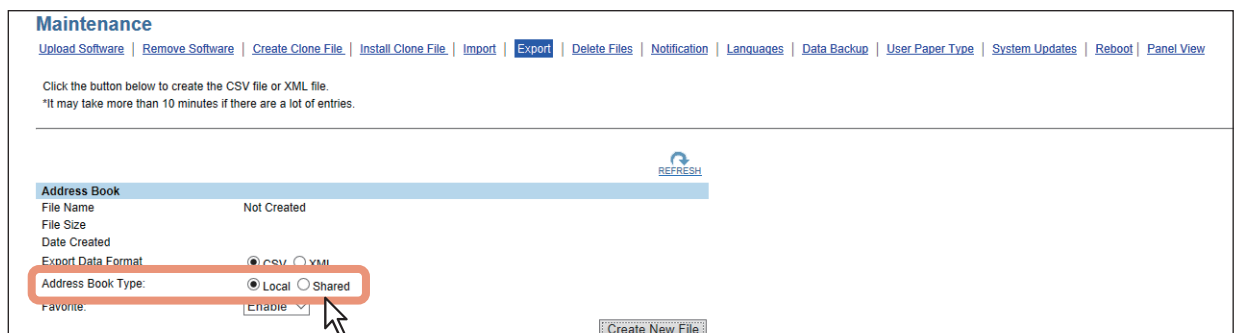 Maintenance
Upload Software | Remove Software | Create Clone File | Install Clone File | Import | Export | Delete Files | Notification | Languages | Data Backup | User Paper Type | System Updates | Reboot | Panel View
Click the button below to create the CSV file or XML file.
*It may take more than 10 minutes if there are a lot of entries.
REFRESH
Address Book
File Name Not Created
File Size
Date Created
Export Data Format CSV XML
Address Book Type: Local Shared
Favorite: Enable
Create New File